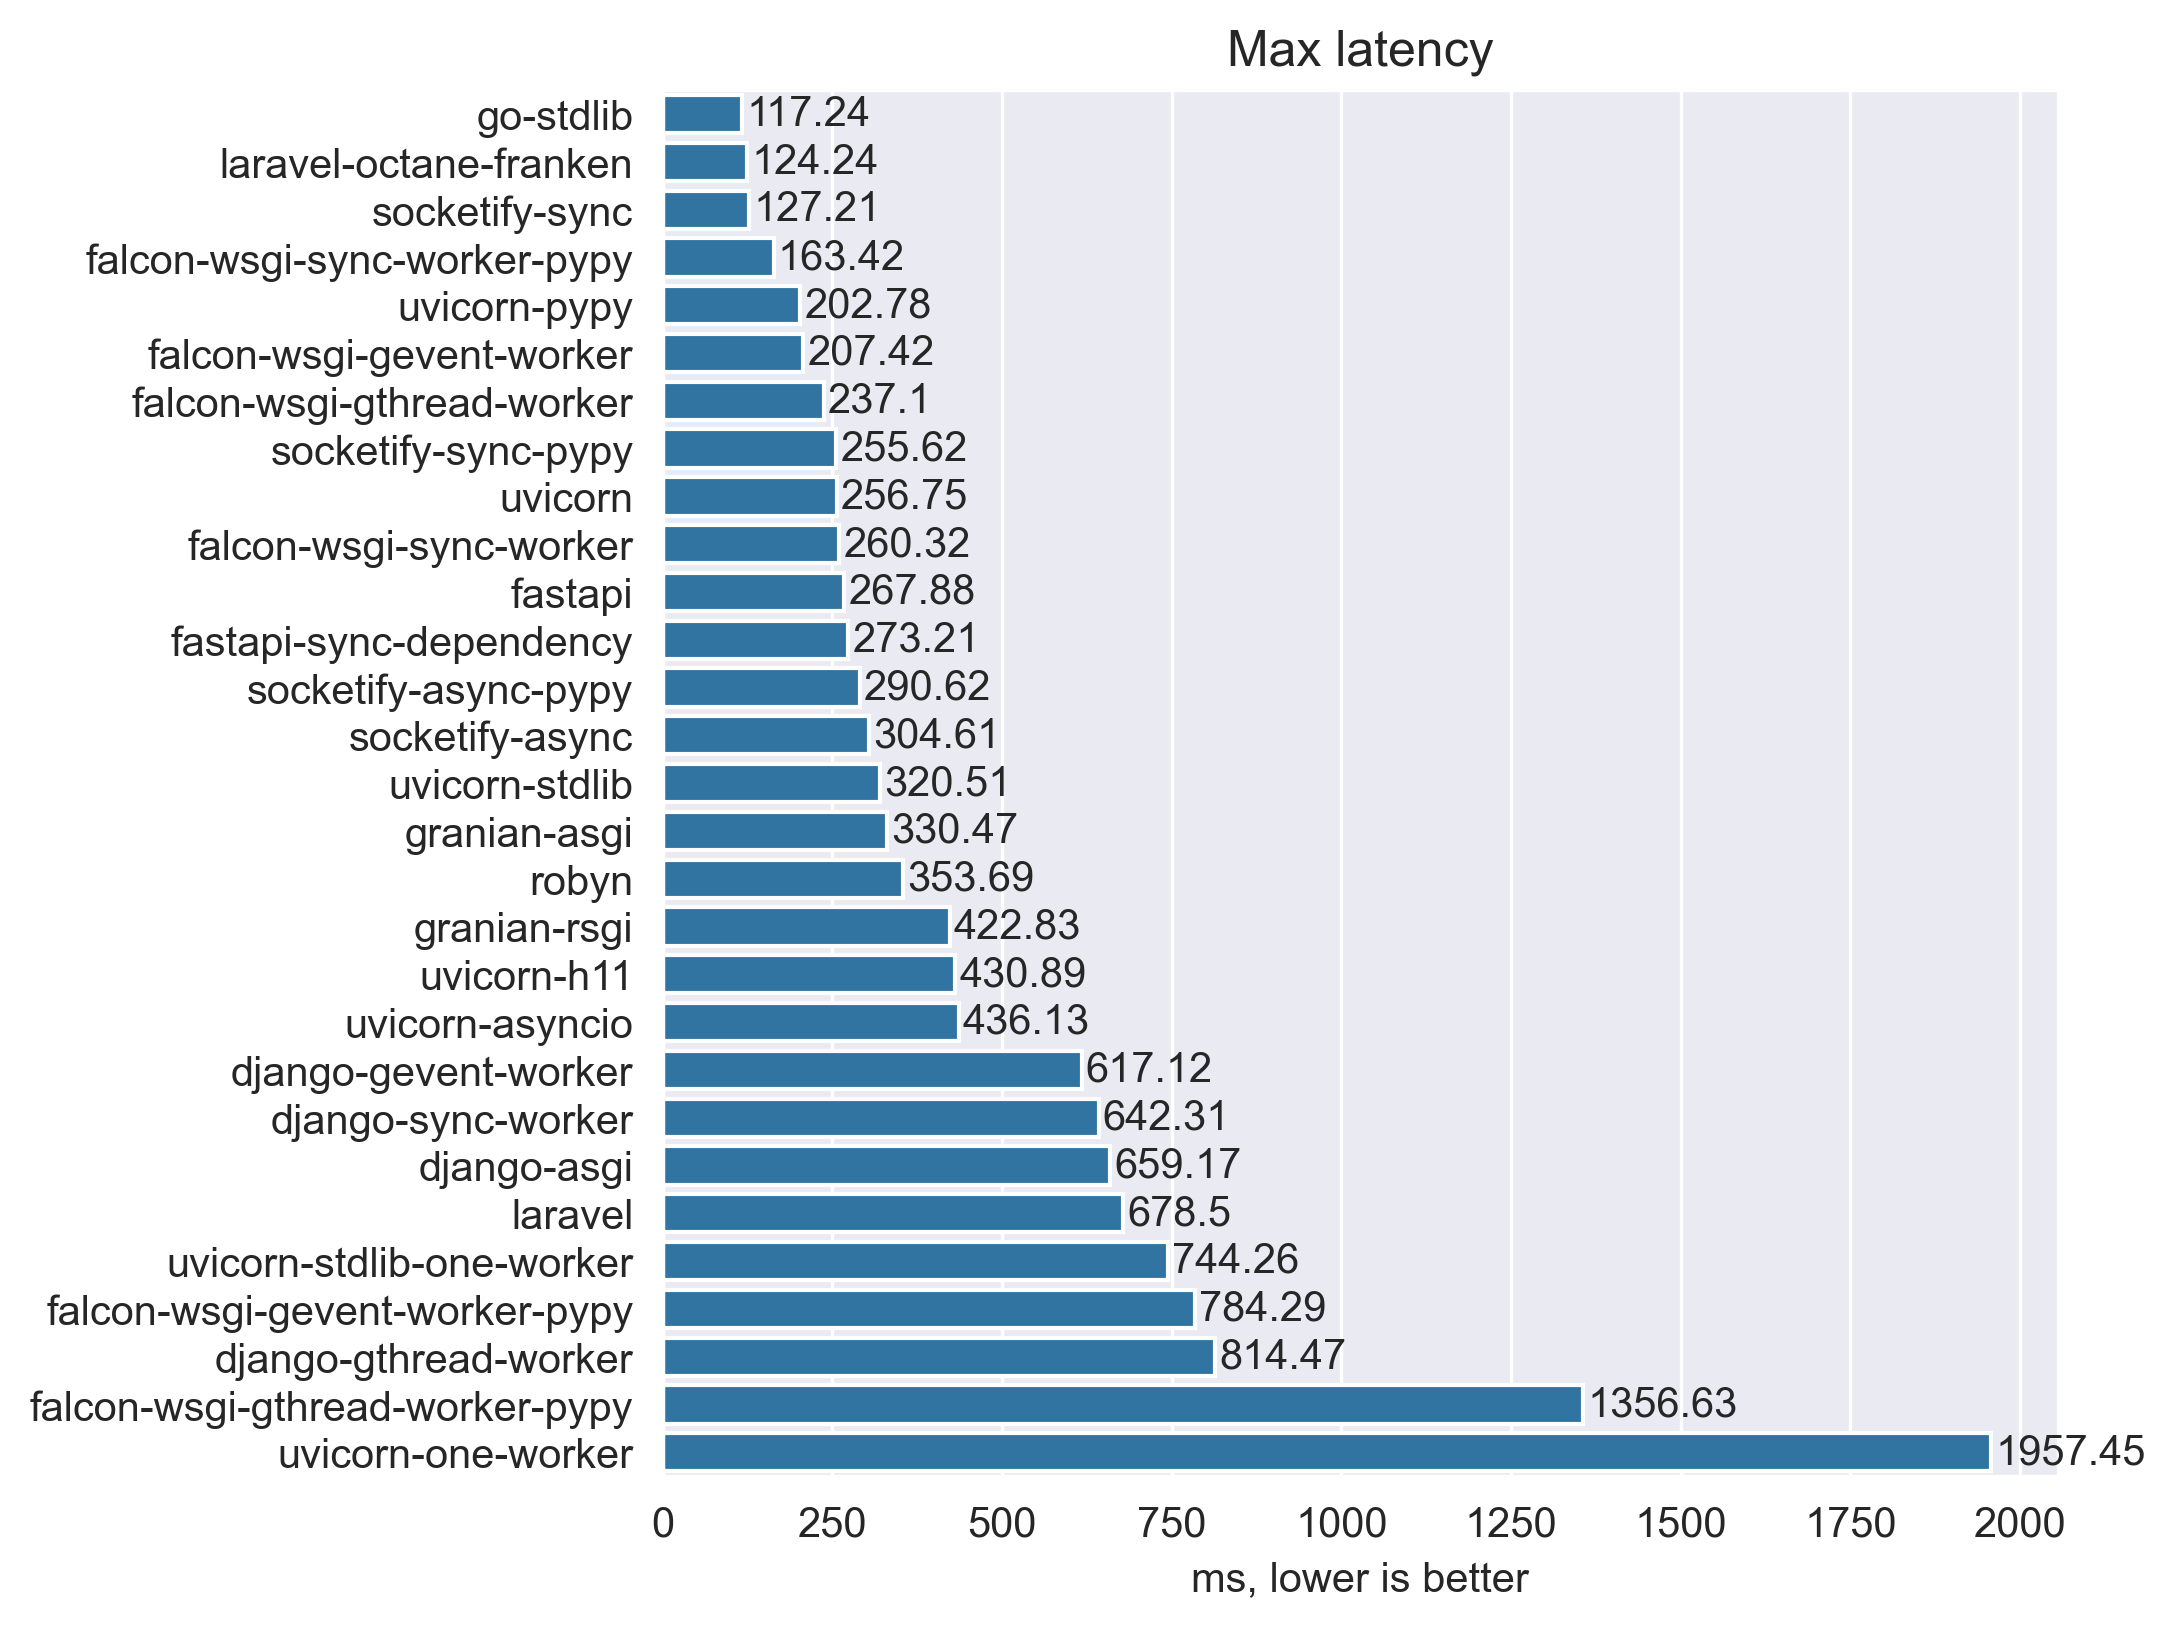 Max latency
go-stdlib 117.24
laravel-octane-franken 124.24
socketify-sync 127.21
falcon-wsgi-sync-worker-pypy 163.42
uvicorn-pypy 202.78
falcon-wsgi-gevent-worker 207.42
falcon-wsgi-gthread-worker 237.1
socketify-sync-pypy 255.62
uvicorn 256.75
falcon-wsgi-sync-worker 260.32
fastapi 267.88
fastapi-sync-dependency 273.21
socketify-async-pypy 290.62
socketify-async 304.61
uvicorn-stdlib 320.51
granian-asgi 330.47
robyn 353.69
granian-rsgi 422.83
uvicorn-h11 430.89
uvicorn-asyncio 436.13
django-gevent-worker 617.12
django-sync-worker 642.31
django-asgi 659.17
laravel 678.5
uvicorn-stdlib-one-worker 744.26
falcon-wsgi-gevent-worker-pypy 784.29
django-gthread-worker 814.47
falcon-wsgi-gthread-worker-pypy 1356.63
uvicorn-one-worker 1957.45
0 250 500 750 1000 1250 1500 1750 2000
ms, lower is better